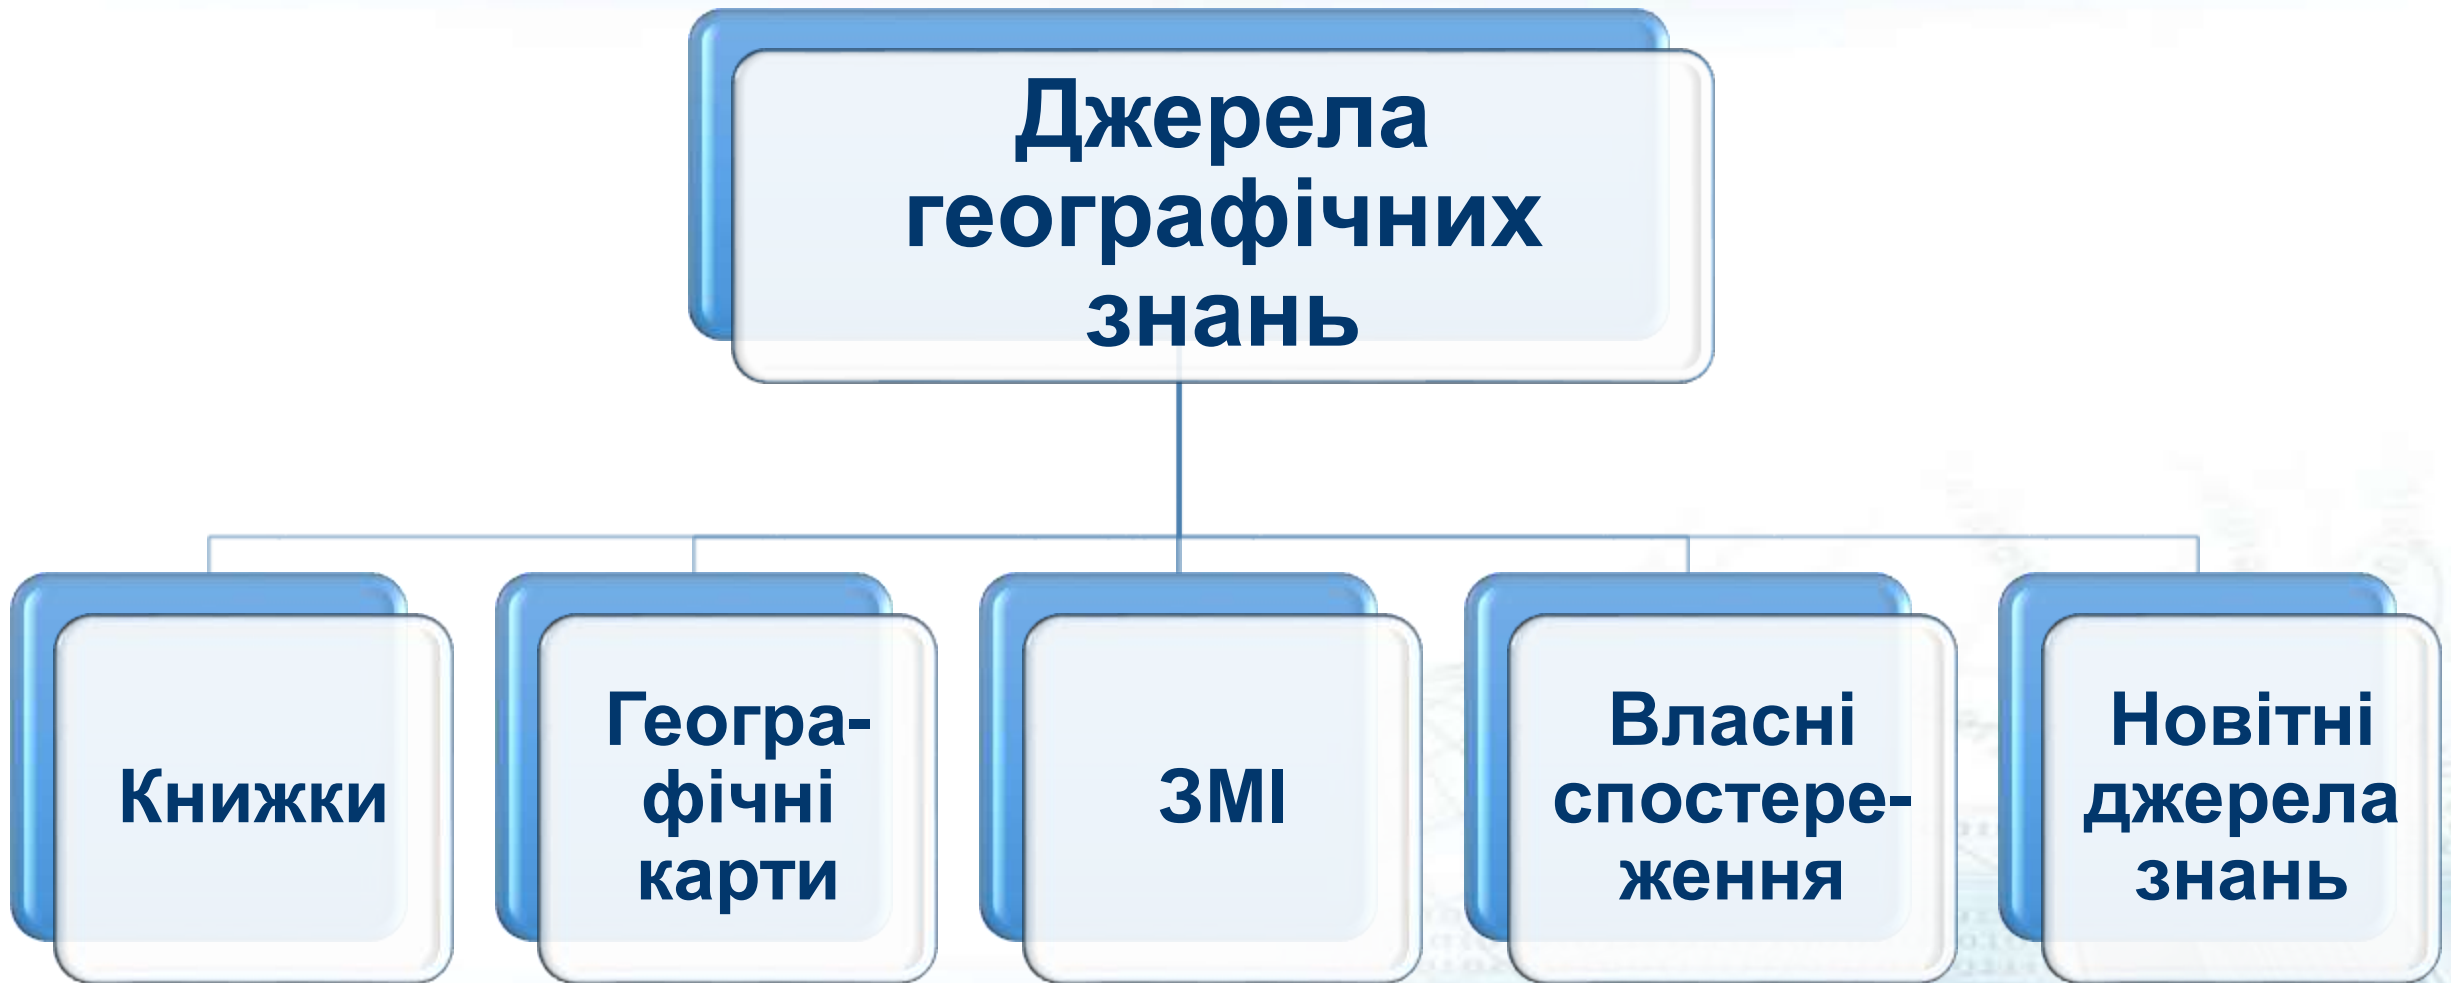 Джерела
географічних
знань
Книжки
Геогра-
фічні
карти
ЗМІ
Власні
спостере-
ження
Новітні
джерела
знань